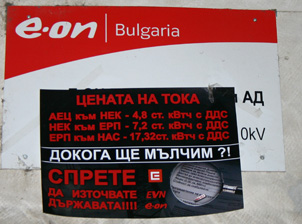 e·on | Bulgaria
АД
0kV
ЦЕНАТА НА ТОКА
АЕЦ към НЕК - 4,8 ст. кВтч с ДДС
НЕК към ЕРП - 7,2 ст. кВтч с ДДС
ЕРП към НАС - 17,32ст. кВтч с ДДС
ДОКОГА ЩЕ МЪЛЧИМ ?!
СПРЕТЕ
ДА ИЗТОЧВАТЕ
ДЪРЖАВАТА!!!!
EVN
e·on